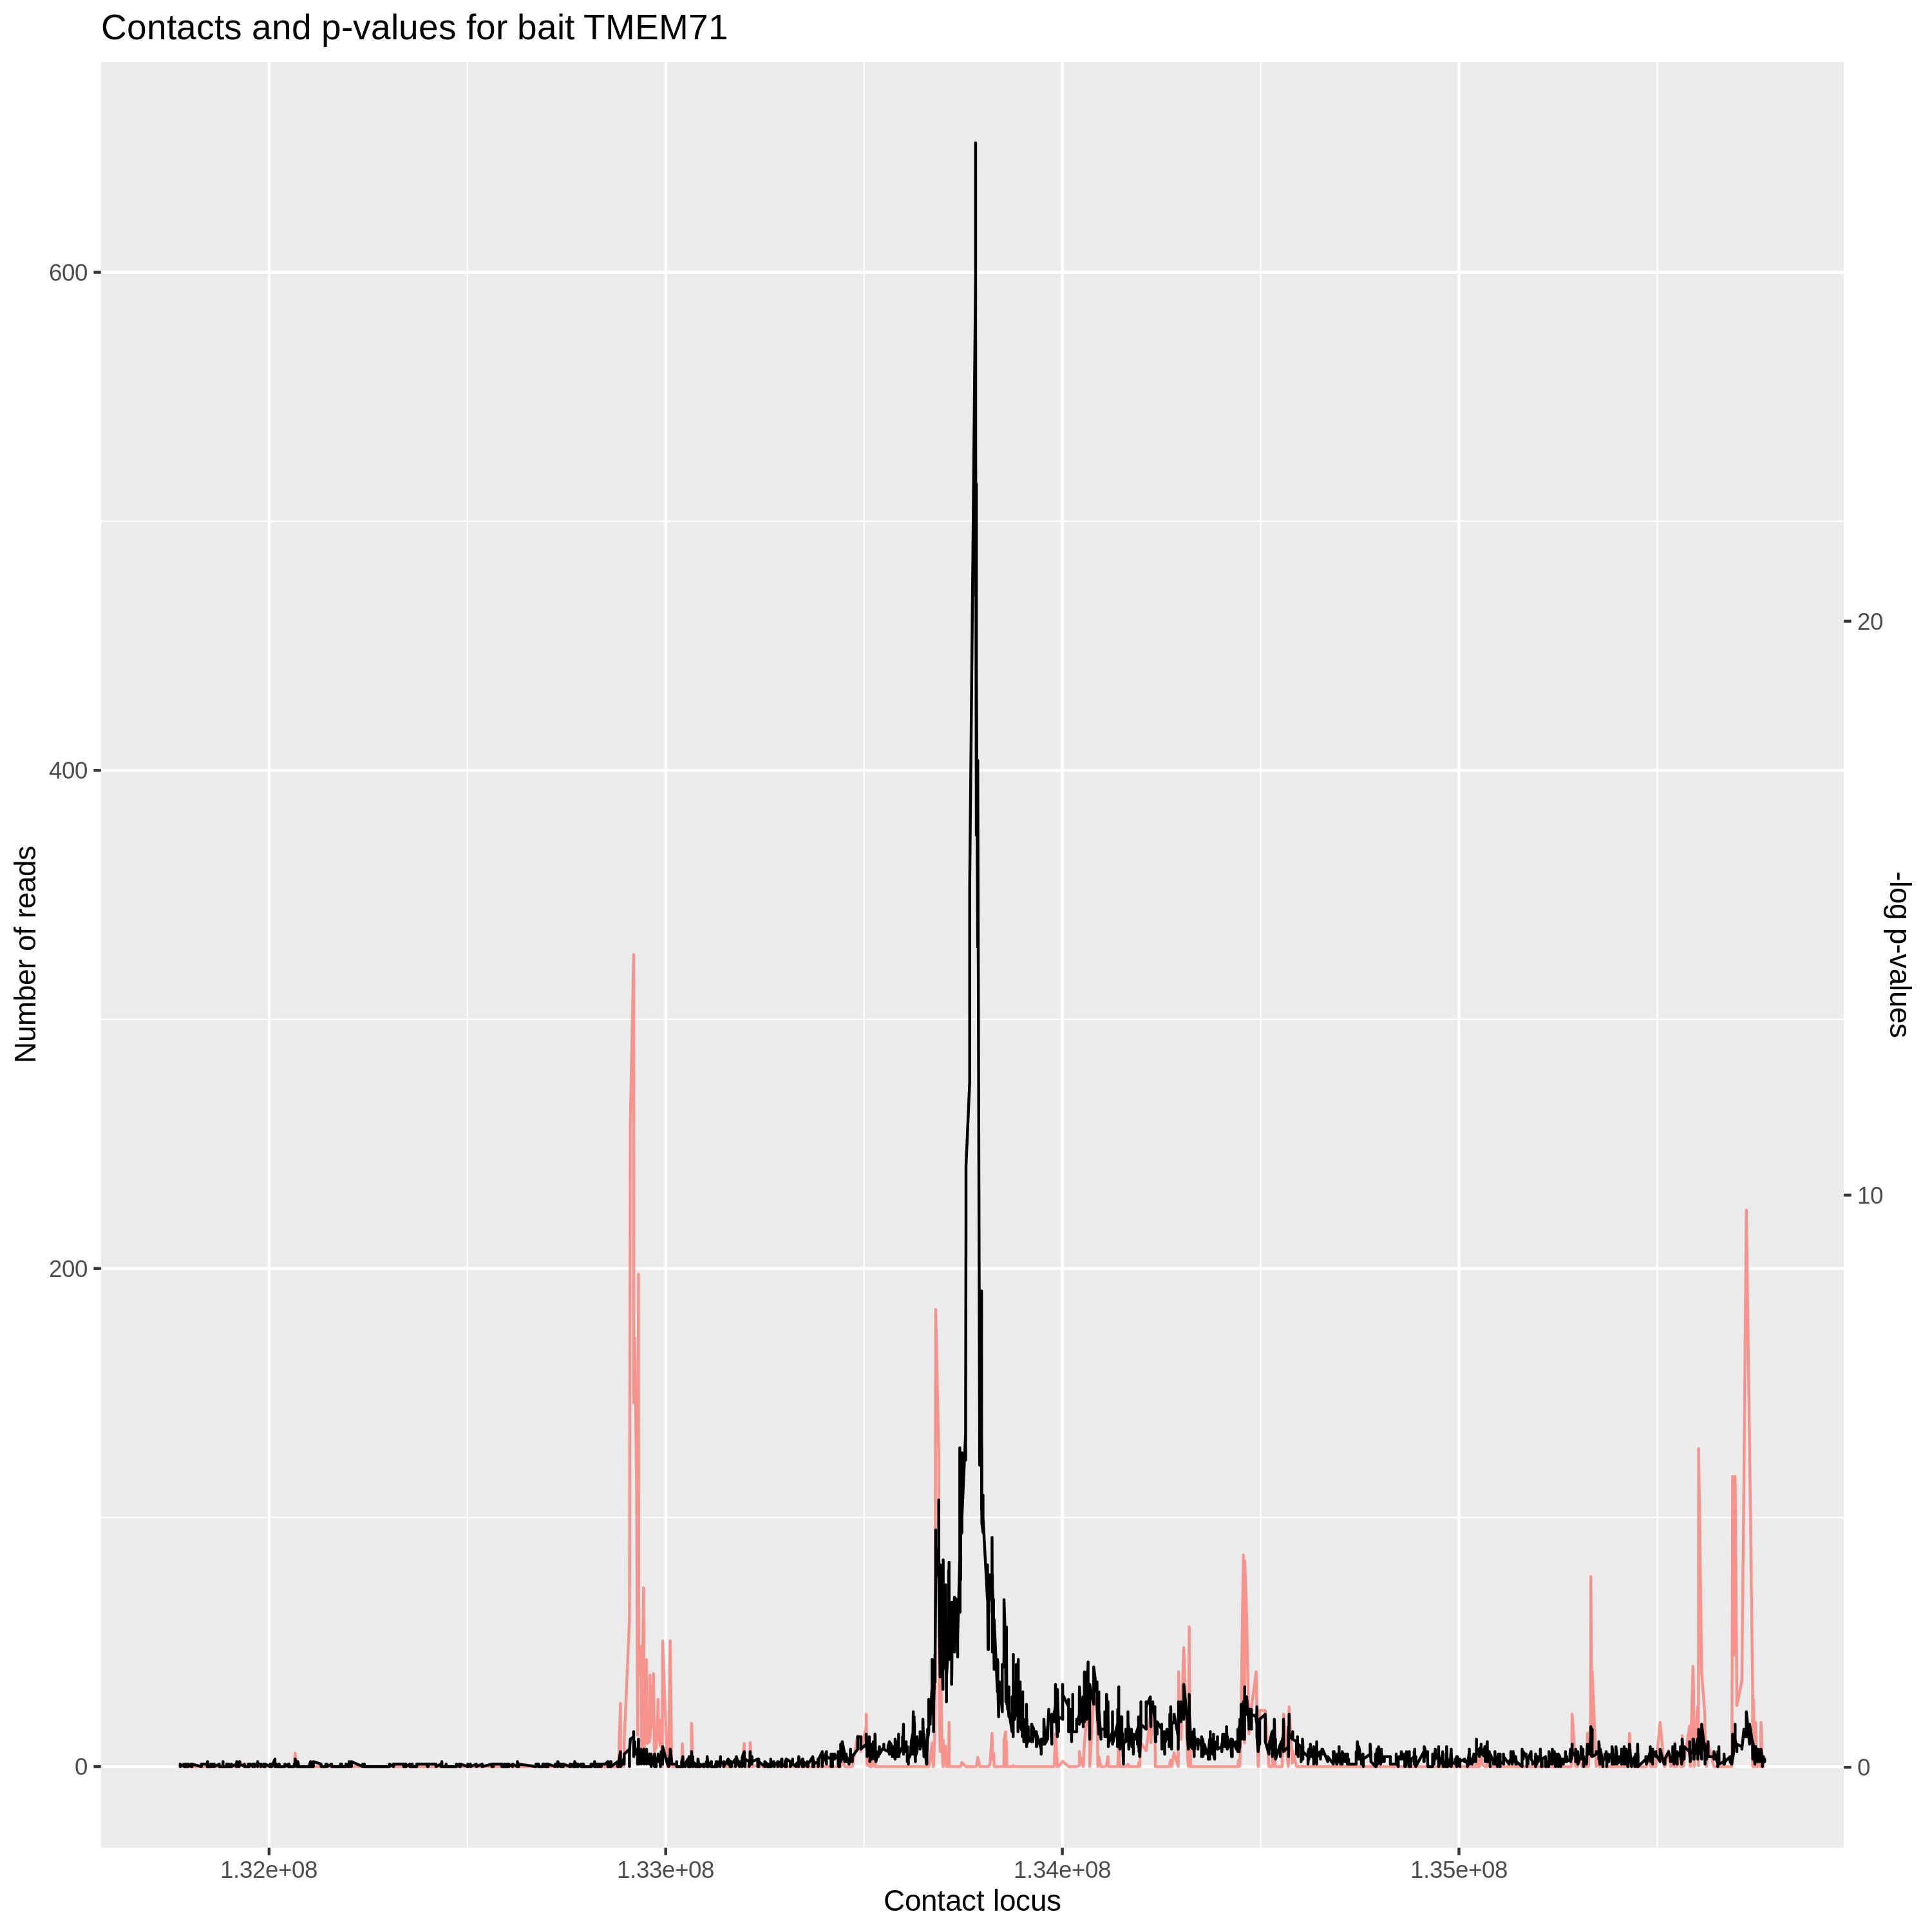 Contacts and p-values for bait TMEM71
600
400
200
0
Number of reads
20
10
0
-log p-values
1.32e+08
1.33e+08
1.34e+08
1.35e+08
Contact locus